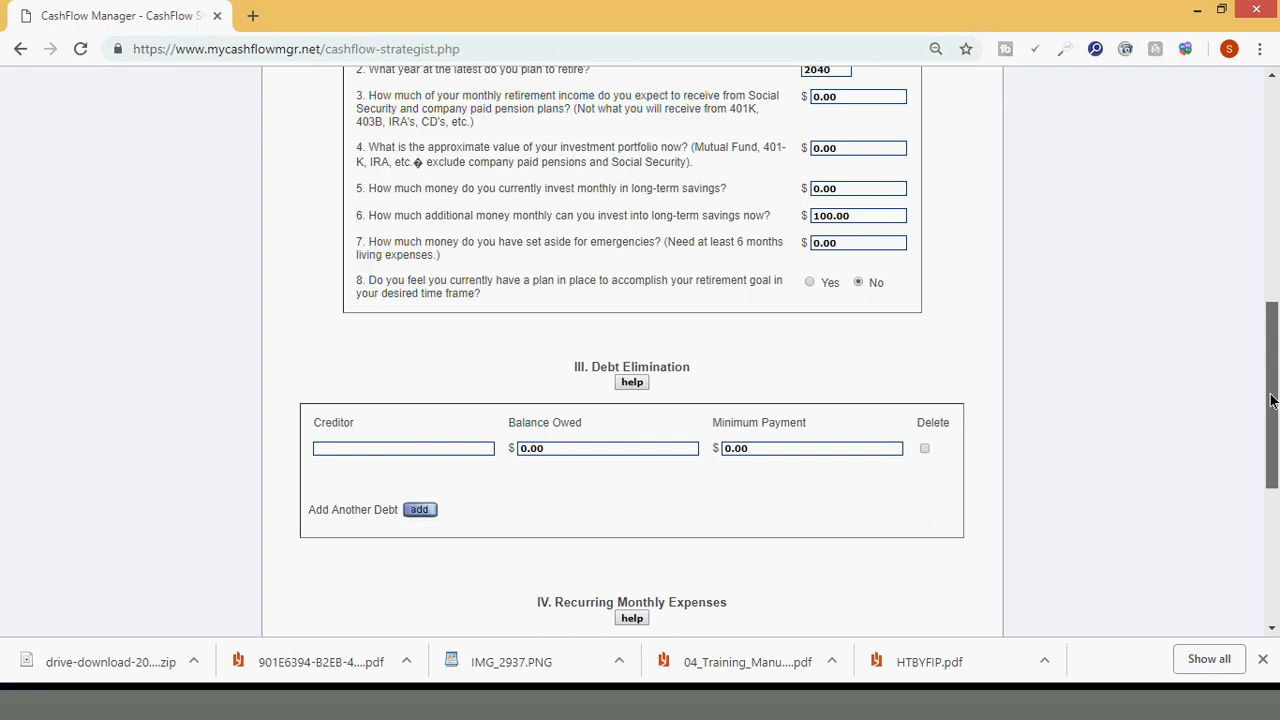 CashFlow Manager - CashFlow S
https://www.mycashflowmgr.net/cashflow-strategist.php
S
2. What year at the latest do you plan to retire? 2040
3. How much of your monthly retirement income do you expect to receive from Social
Security and company paid pension plans? (Not what you will receive from 401K,
403B, IRA's, CD's, etc.)
$ 0.00
4. What is the approximate value of your investment portfolio now? (Mutual Fund, 401-
K, IRA, etc.� exclude company paid pensions and Social Security).
$ 0.00
5. How much money do you currently invest monthly in long-term savings? $ 0.00
6. How much additional money monthly can you invest into long-term savings now? $ 100.00
7. How much money do you have set aside for emergencies? (Need at least 6 months
living expenses.)
$ 0.00
8. Do you feel you currently have a plan in place to accomplish your retirement goal in
your desired time frame?
Yes No
III. Debt Elimination
help
Creditor Balance Owed Minimum Payment Delete
$ 0.00 $ 0.00
Add Another Debt add
IV. Recurring Monthly Expenses
help
drive-download-20....zip 901E6394-B2EB-4....pdf IMG_2937.PNG 04_Training_Manu....pdf HTBYFIP.pdf Show all